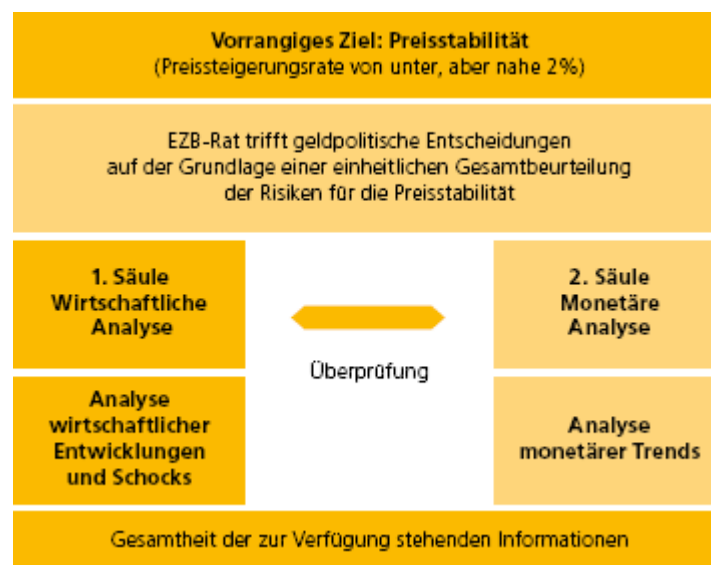 Vorrangiges Ziel: Preisstabilität
(Preissteigerungsrate von unter, aber nahe 2%)
EZB-Rat trifft geldpolitische Entscheidungen
auf der Grundlage einer einheitlichen Gesamtbeurteilung
der Risiken für die Preisstabilität
1. Säule
Wirtschaftliche
Analyse
Überprüfung
2. Säule
Monetäre
Analyse
Analyse
wirtschaftlicher
Entwicklungen
und Schocks
Analyse
monetärer Trends
Gesamtheit der zur Verfügung stehenden Informationen